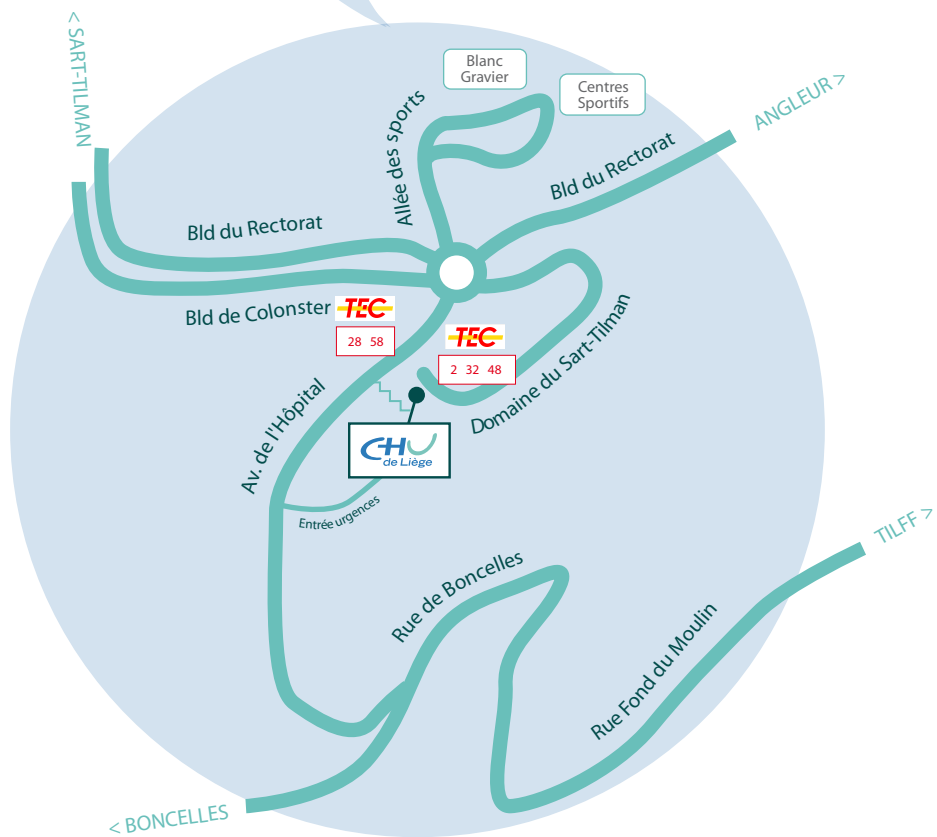 < SART-TILMAN
Blanc
Gravier
Centres
Sportifs
ANGLEUR >
Allée des sports
Bld du Rectorat
Bld du Rectorat
Bld de Colonster
TEC
28 58
TEC
2 32 48
Domaine du Sart-Tilman
Av. de l'Hôpital
CHU
de Liège
Entrée urgences
TILFF >
Rue de Boncelles
Rue Fond du Moulin
< BONCELLES